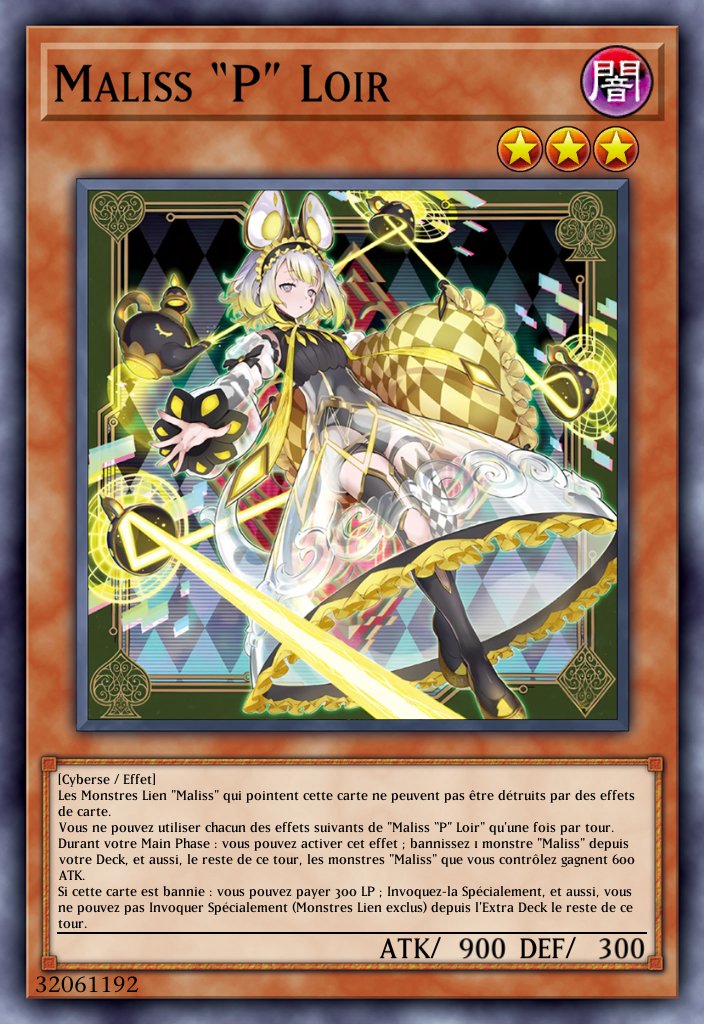 Maliss “P” Loir
闇
[Cyberse / Effet]
Les Monstres Lien "Maliss" qui pointent cette carte ne peuvent pas être détruits par des effets
de carte.
Vous ne pouvez utiliser chacun des effets suivants de "Maliss “P” Loir" qu'une fois par tour.
Durant votre Main Phase : vous pouvez activer cet effet ; bannissez 1 monstre "Maliss" depuis
votre Deck, et aussi, le reste de ce tour, les monstres "Maliss" que vous contrôlez gagnent 600
ATK.
Si cette carte est bannie : vous pouvez payer 300 LP ; Invoquez-la Spécialement, et aussi, vous
ne pouvez pas Invoquer Spécialement (Monstres Lien exclus) depuis l'Extra Deck le reste de ce
tour.
ATK/ 900 DEF/ 300
32061192